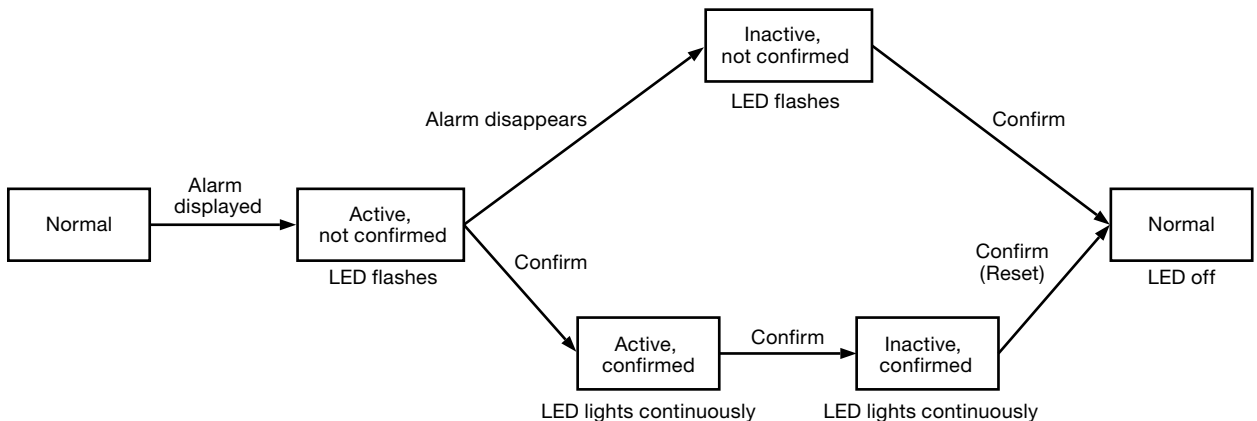 Inactive,
not confirmed
LED flashes
Alarm disappears
Confirm
Normal
Alarm
displayed
Active,
not confirmed
LED flashes
Confirm
Confirm
(Reset)
Normal
LED off
Active,
confirmed
LED lights continuously
Confirm
Inactive,
confirmed
LED lights continuously